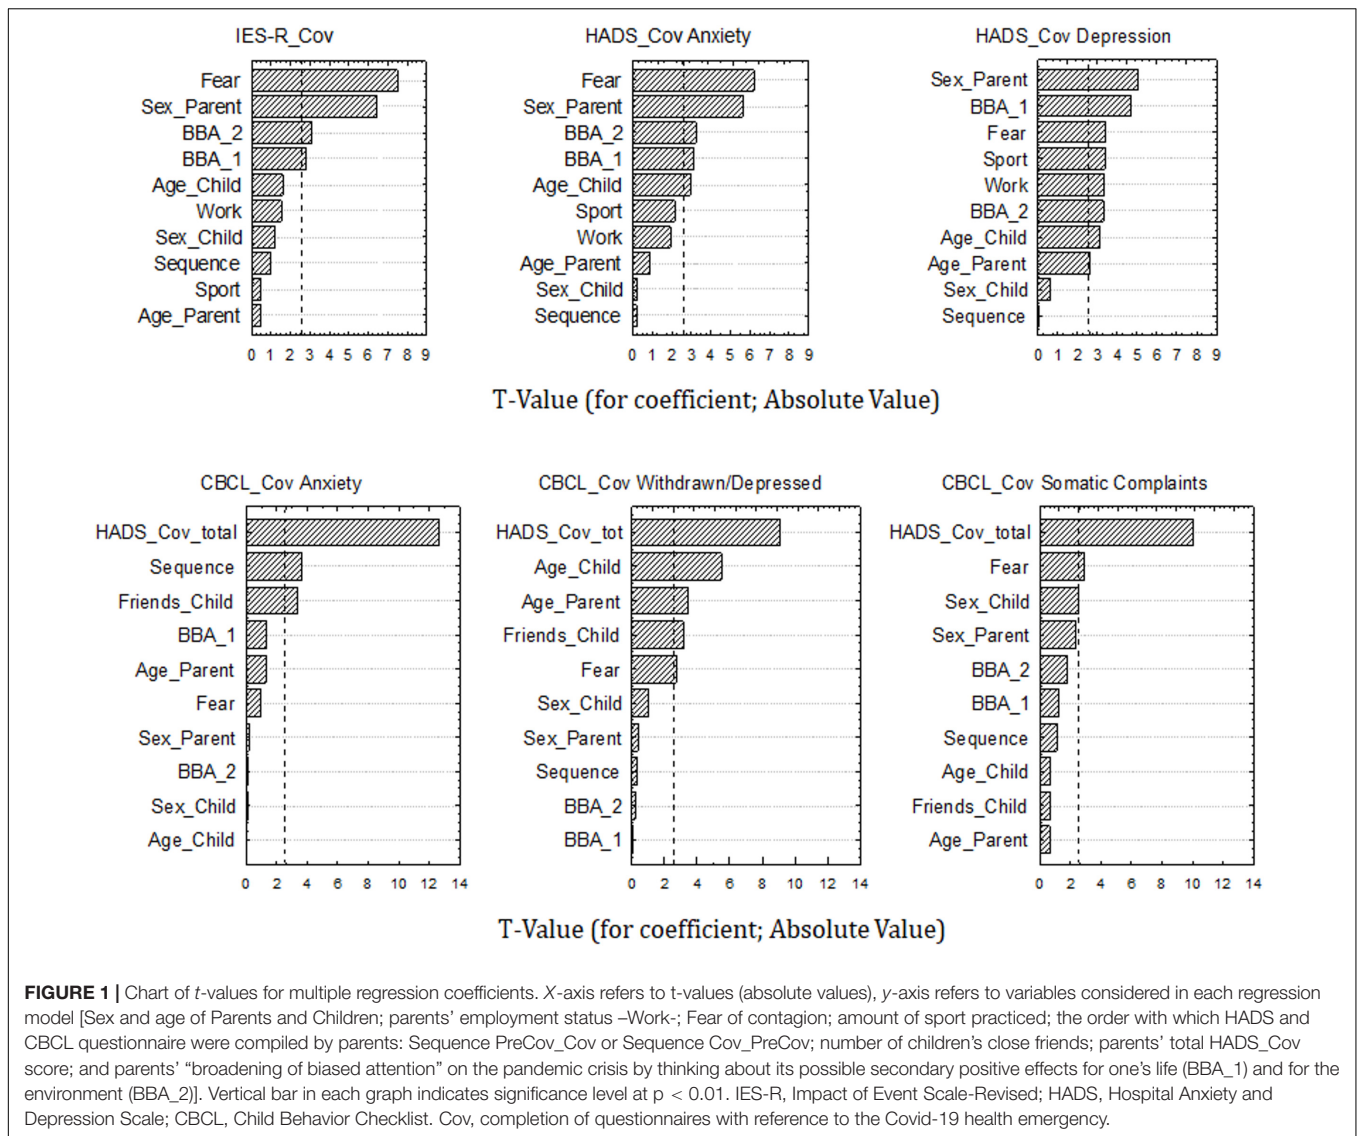 IES-R_Cov
Fear
Sex_Parent
BBA_2
BBA_1
Age_Child
Work
Sex_Child
Sequence
Sport
Age_Parent
0 1 2 3 4 5 6 7 8 9
HADS_Cov Anxiety
Fear
Sex_Parent
BBA_2
BBA_1
Age_Child
Sport
Work
Age_Parent
Sex_Child
Sequence
0 1 2 3 4 5 6 7 8 9
HADS_Cov Depression
Sex_Parent
BBA_1
Fear
Sport
Work
BBA_2
Age_Child
Age_Parent
Sex_Child
Sequence
0 1 2 3 4 5 6 7 8 9
T-Value (for coefficient; Absolute Value)
CBCL_Cov Anxiety
HADS_Cov_total
Sequence
Friends_Child
BBA_1
Age_Parent
Fear
Sex_Parent
BBA_2
Sex_Child
Age_Child
0 2 4 6 8 10 12 14
CBCL_Cov Withdrawn/Depressed
HADS_Cov_tot
Age_Child
Age_Parent
Friends_Child
Fear
Sex_Child
Sex_Parent
Sequence
BBA_2
BBA_1
0 2 4 6 8 10 12 14
CBCL_Cov Somatic Complaints
HADS_Cov_total
Fear
Sex_Child
Sex_Parent
BBA_2
BBA_1
Sequence
Age_Child
Friends_Child
Age_Parent
0 2 4 6 8 10 12 14
T-Value (for coefficient; Absolute Value)
FIGURE 1 | Chart of t-values for multiple regression coefficients. X-axis refers to t-values (absolute values), y-axis refers to variables considered in each regression
model [Sex and age of Parents and Children; parents' employment status –Work-; Fear of contagion; amount of sport practiced; the order with which HADS and
CBCL questionnaire were compiled by parents: Sequence PreCov_Cov or Sequence Cov_PreCov; number of children's close friends; parents' total HADS_Cov
score; and parents' "broadening of biased attention" on the pandemic crisis by thinking about its possible secondary positive effects for one's life (BBA_1) and for the
environment (BBA_2)]. Vertical bar in each graph indicates significance level at p < 0.01. IES-R, Impact of Event Scale-Revised; HADS, Hospital Anxiety and
Depression Scale; CBCL, Child Behavior Checklist. Cov, completion of questionnaires with reference to the Covid-19 health emergency.